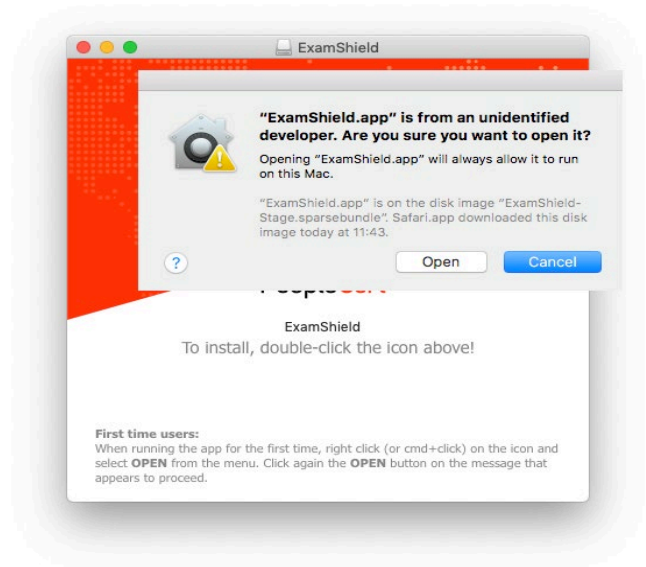 ExamShield
"ExamShield.app" is from an unidentified
developer. Are you sure you want to open it?
Opening "ExamShield.app" will always allow it to run
on this Mac.
"ExamShield.app" is on the disk image "ExamShield-
Stage.sparsebundle". Safari.app downloaded this disk
image today at 11:43.
?
Open
Cancel
ExamShield
To install, double-click the icon above!
First time users:
When running the app for the first time, right click (or cmd+click) on the icon and
select OPEN from the menu. Click again the OPEN button on the message that
appears to proceed.